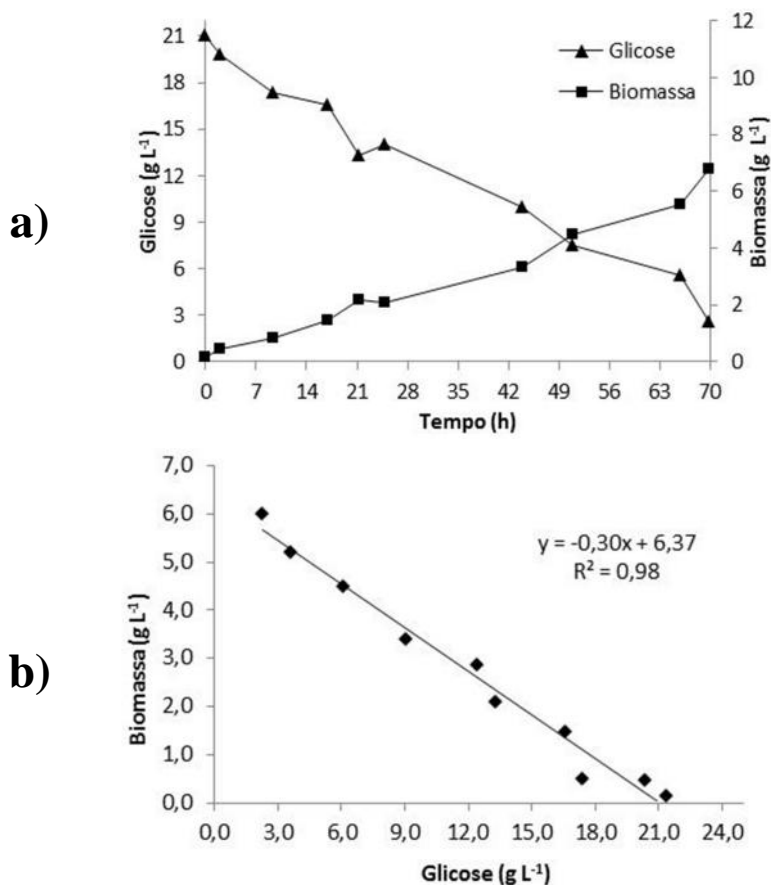 a)
Glicose (g L⁻¹)
21
18
15
12
9
6
3
0
Glicose
Biomassa
12
10
8
6
4
2
0
Biomassa (g L⁻¹)
0 7 14 21 28 35 42 49 56 63 70
Tempo (h)
b)
Biomassa (g L⁻¹)
7,0
6,0
5,0
4,0
3,0
2,0
1,0
0,0
y = -0,30x + 6,37
R² = 0,98
0,0 3,0 6,0 9,0 12,0 15,0 18,0 21,0 24,0
Glicose (g L⁻¹)